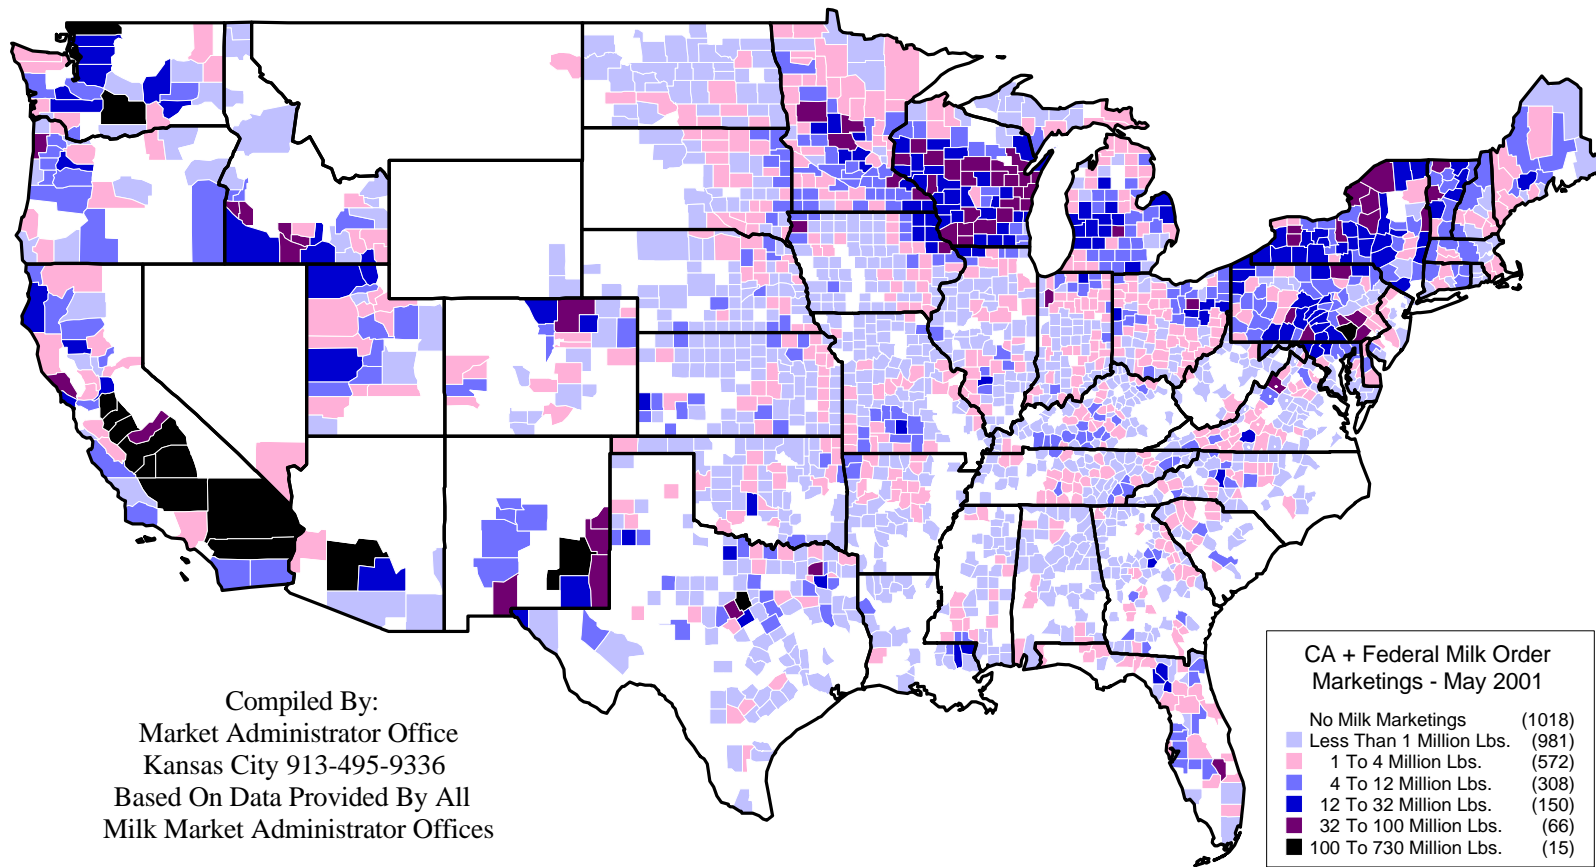 Compiled By:
Market Administrator Office
Kansas City 913-495-9336
Based On Data Provided By All
Milk Market Administrator Offices
CA + Federal Milk Order
Marketings - May 2001
No Milk Marketings (1018)
Less Than 1 Million Lbs. (981)
1 To 4 Million Lbs. (572)
4 To 12 Million Lbs. (308)
12 To 32 Million Lbs. (150)
32 To 100 Million Lbs. (66)
100 To 730 Million Lbs. (15)